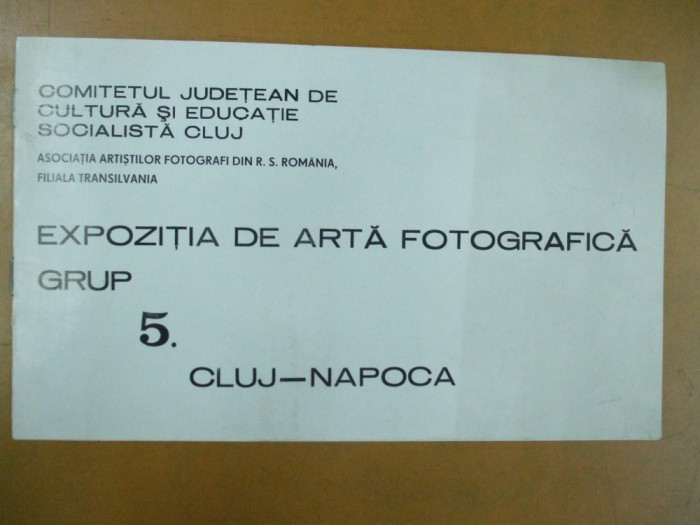 COMITETUL JUDEȚEAN DE
CULTURĂ ȘI EDUCAȚIE
SOCIALISTĂ CLUJ
ASOCIAȚIA ARTIȘTILOR FOTOGRAFI DIN R. S. ROMÂNIA,
FILIALA TRANSILVANIA
EXPOZIȚIA DE ARTĂ FOTOGRAFICĂ
GRUP
5.
CLUJ—NAPOCA